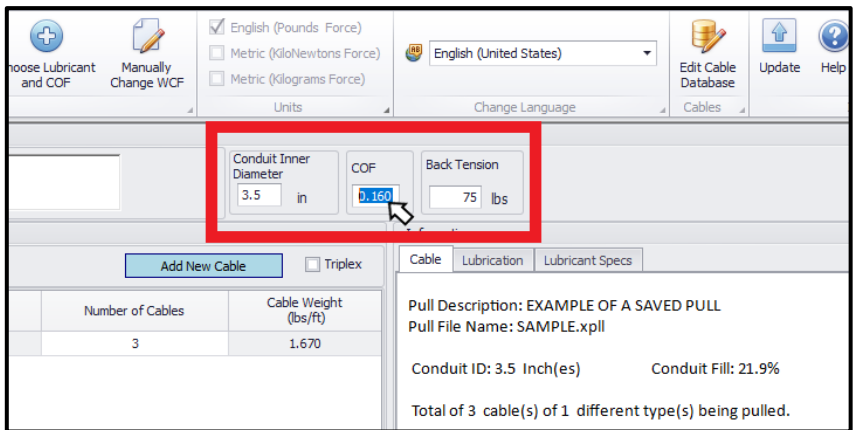 English (Pounds Force)
Metric (KiloNewtons Force)
Metric (Kilograms Force)
Units
Lubricant
and COF
Manually
Change WCF
English (United States)
Change Language
Edit Cable
Database
Cables
Update
Help
Conduit Inner
Diameter
3.5 in
COF
0.160
Back Tension
75 lbs
Add New Cable
Triplex
Number of Cables
Cable Weight
(lbs/ft)
3
1.670
Cable
Lubrication
Lubricant Specs
Pull Description: EXAMPLE OF A SAVED PULL
Pull File Name: SAMPLE.xpll
Conduit ID: 3.5 Inch(es) Conduit Fill: 21.9%
Total of 3 cable(s) of 1 different type(s) being pulled.